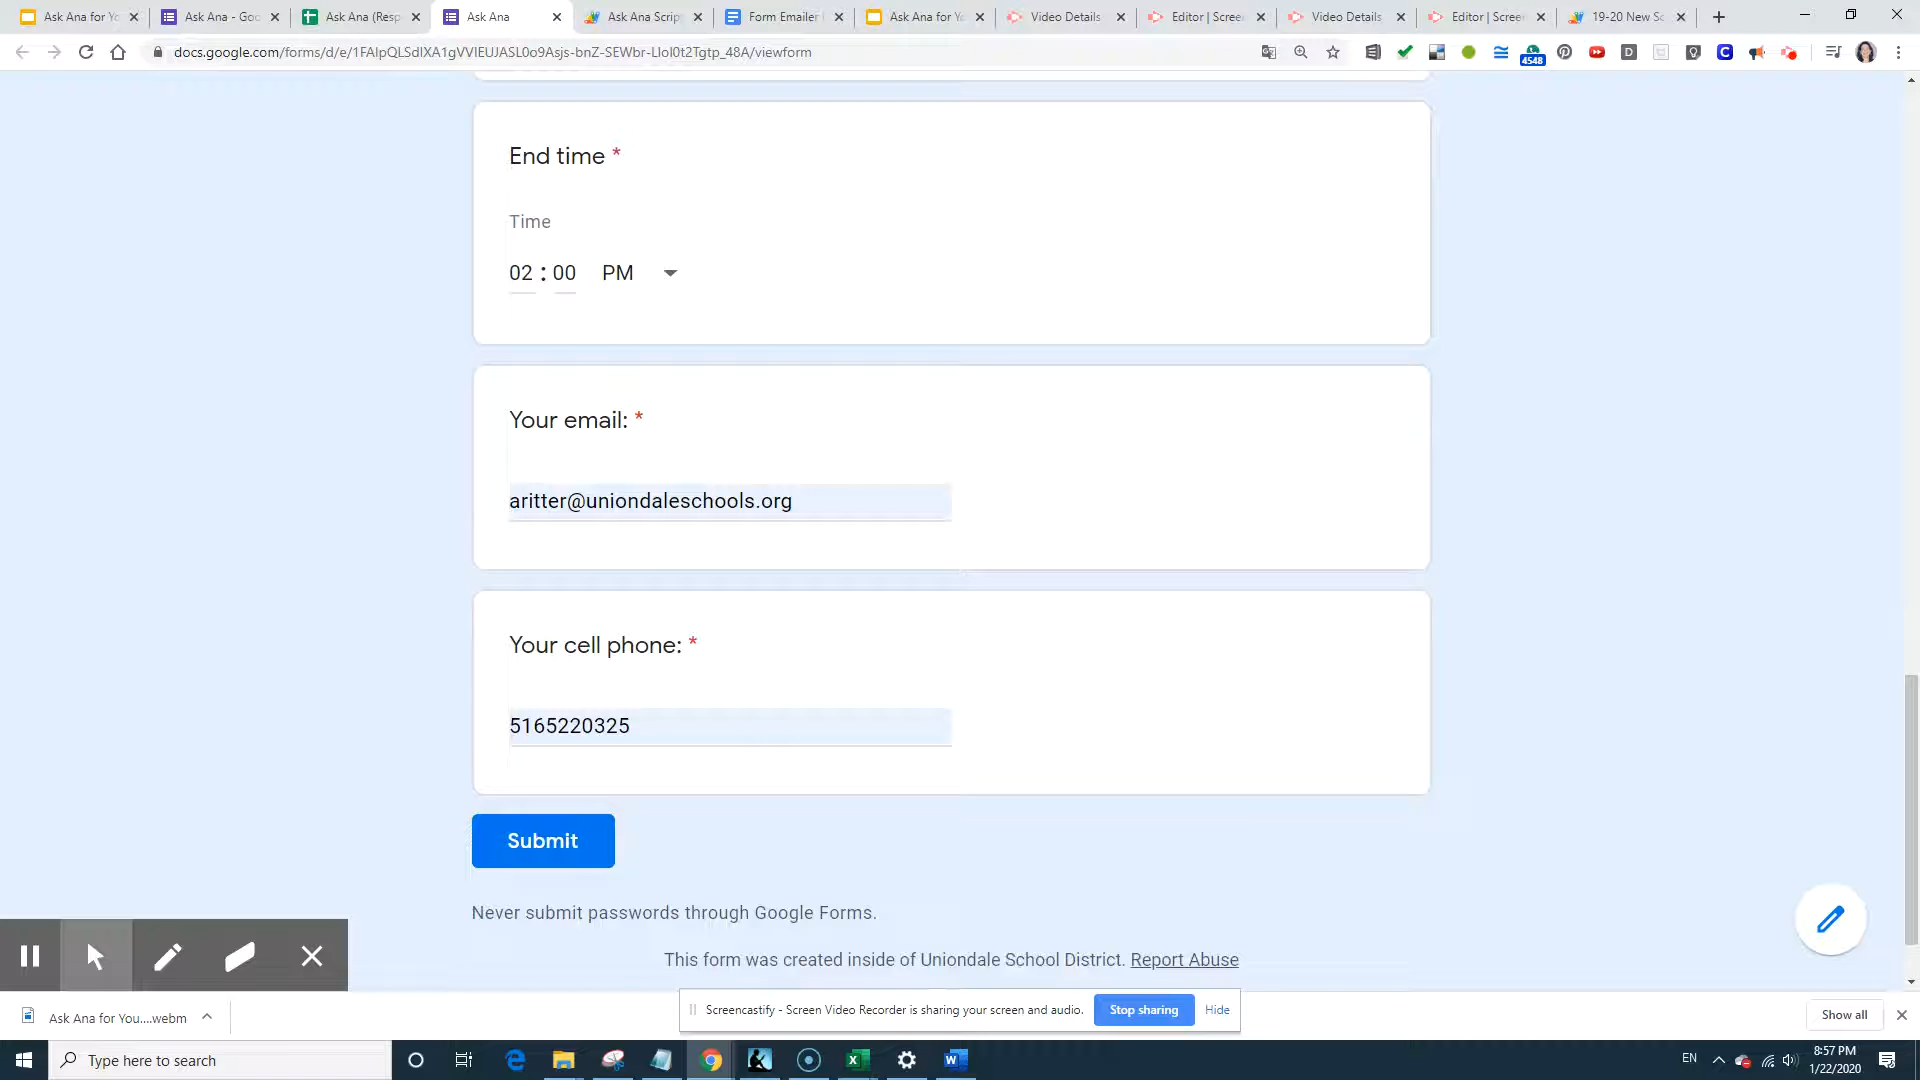 Ask Ana for Yo
Ask Ana - Goo
Ask Ana (Resp
Ask Ana
Ask Ana Scrip
Form Emailer
Ask Ana for Yo
Video Details
Editor | Scree
Video Details
Editor | Scree
19-20 New Sc
docs.google.com/forms/d/e/1FAIpQLSdlXA1gVVlEUJASL0o9Asjs-bnZ-SEWbr-LIoI0t2Tgtp_48A/viewform
4548
End time *
Time
02 : 00 PM
Your email: *
aritter@uniondaleschools.org
Your cell phone: *
5165220325
Submit
Never submit passwords through Google Forms.
This form was created inside of Uniondale School District. Report Abuse
Screencastify - Screen Video Recorder is sharing your screen and audio. Stop sharing Hide
Ask Ana for You....webm
Show all
Type here to search
EN
8:57 PM
1/22/2020